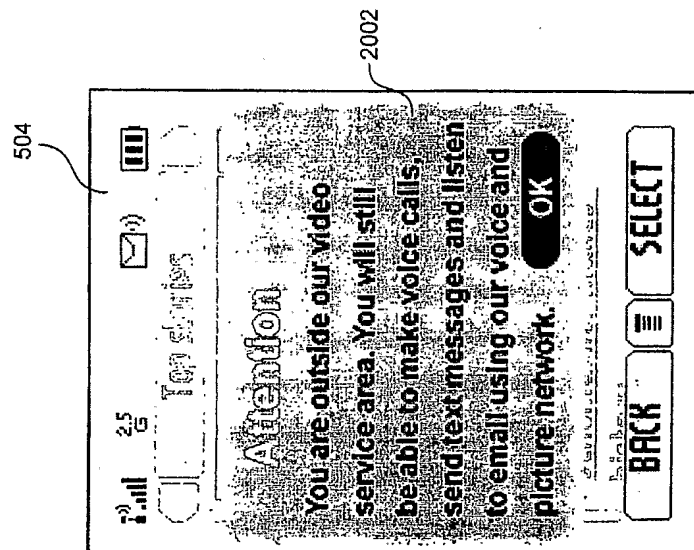 504
2.5
G
Top stories
Attention
You are outside our video
service area. You will still
be able to make voice calls,
send text messages and listen
to email using our voice and
picture network.
OK
2002
BACK
SELECT